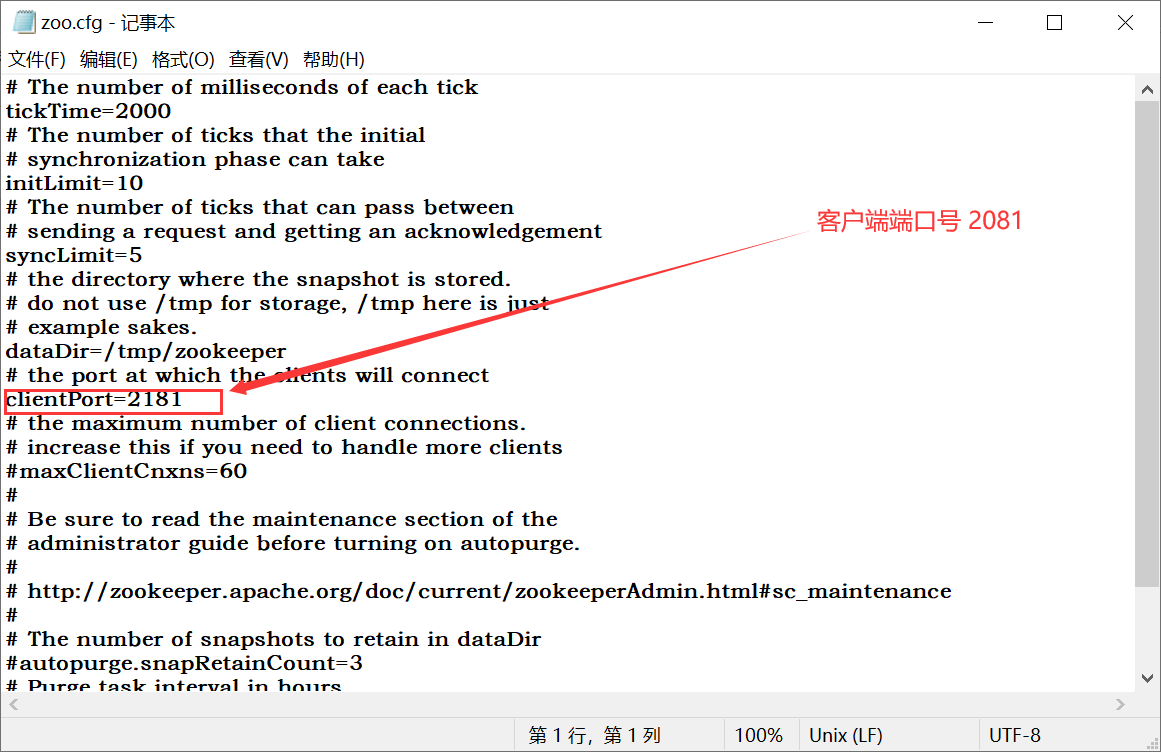 zoo.cfg - 记事本
文件(F) 编辑(E) 格式(O) 查看(V) 帮助(H)
# The number of milliseconds of each tick
tickTime=2000
# The number of ticks that the initial
# synchronization phase can take
initLimit=10
# The number of ticks that can pass between
# sending a request and getting an acknowledgement
客户端端口号 2081
syncLimit=5
# the directory where the snapshot is stored.
# do not use /tmp for storage, /tmp here is just
# example sakes.
dataDir=/tmp/zookeeper
# the port at which the clients will connect
clientPort=2181
# the maximum number of client connections.
# increase this if you need to handle more clients
#maxClientCnxns=60
#
# Be sure to read the maintenance section of the
# administrator guide before turning on autopurge.
#
# http://zookeeper.apache.org/doc/current/zookeeperAdmin.html#sc_maintenance
#
# The number of snapshots to retain in dataDir
#autopurge.snapRetainCount=3
# Purge task interval in hours
第 1 行，第 1 列 100% Unix (LF) UTF-8